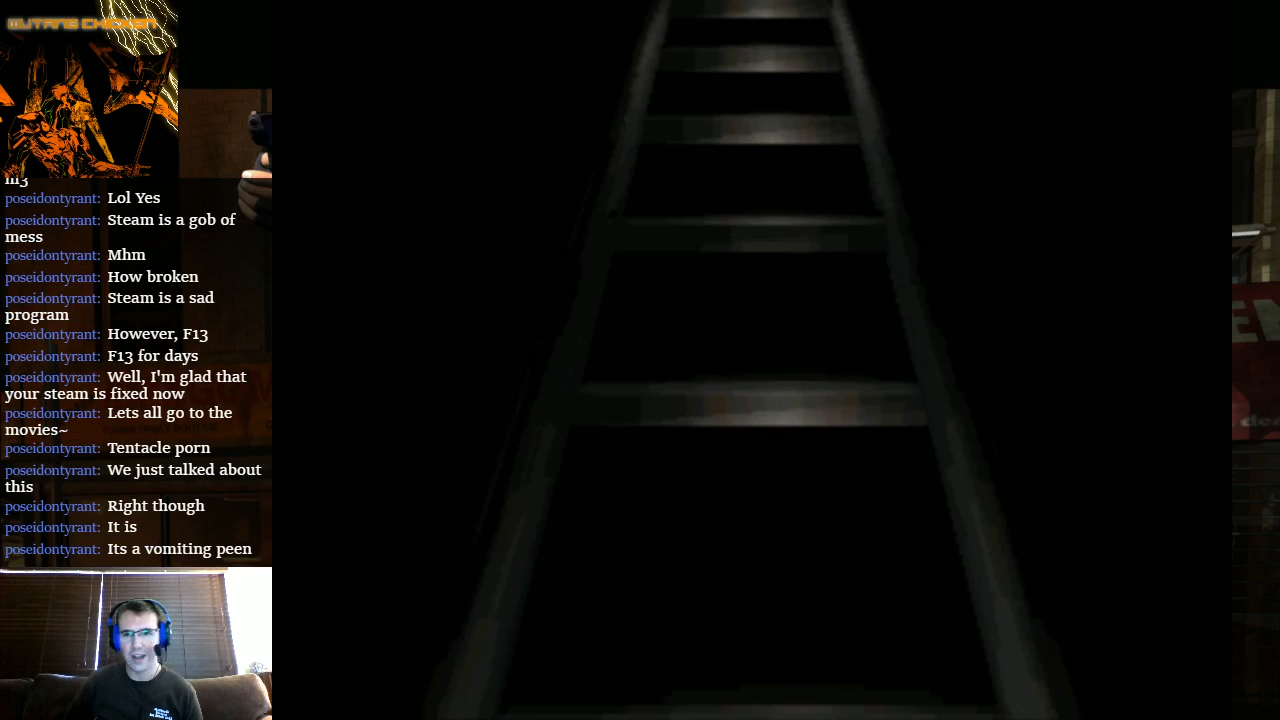 WUTANG CHICKEN
m3
poseidontyrant: Lol Yes
poseidontyrant: Steam is a gob of
mess
poseidontyrant: Mhm
poseidontyrant: How broken
poseidontyrant: Steam is a sad
program
poseidontyrant: However, F13
poseidontyrant: F13 for days
poseidontyrant: Well, I'm glad that
your steam is fixed now
poseidontyrant: Lets all go to the
movies~
poseidontyrant: Tentacle porn
poseidontyrant: We just talked about
this
poseidontyrant: Right though
poseidontyrant: It is
poseidontyrant: Its a vomiting peen